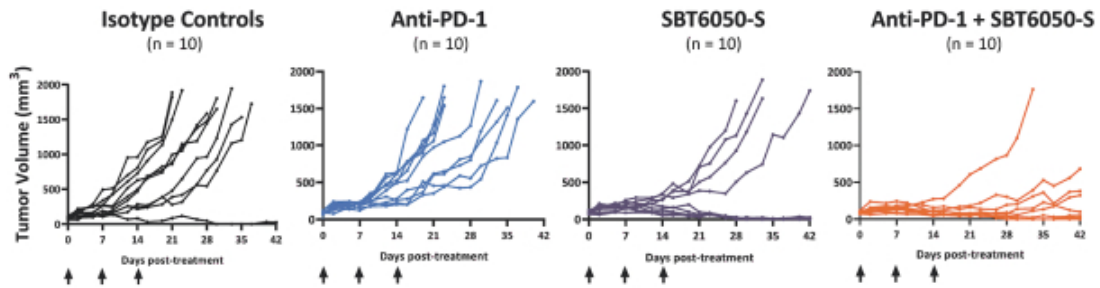 Isotype Controls
(n = 10)
Anti-PD-1
(n = 10)
SBT6050-S
(n = 10)
Anti-PD-1 + SBT6050-S
(n = 10)
Tumor Volume (mm³)
2000
1500
1000
500
0
0 7 14 21 28 35 42
Days post-treatment
2000
1500
1000
500
0
0 7 14 21 28 35 42
Days post-treatment
2000
1500
1000
500
0
0 7 14 21 28 35 42
Days post-treatment
2000
1500
1000
500
0
0 7 14 21 28 35 42
Days post-treatment